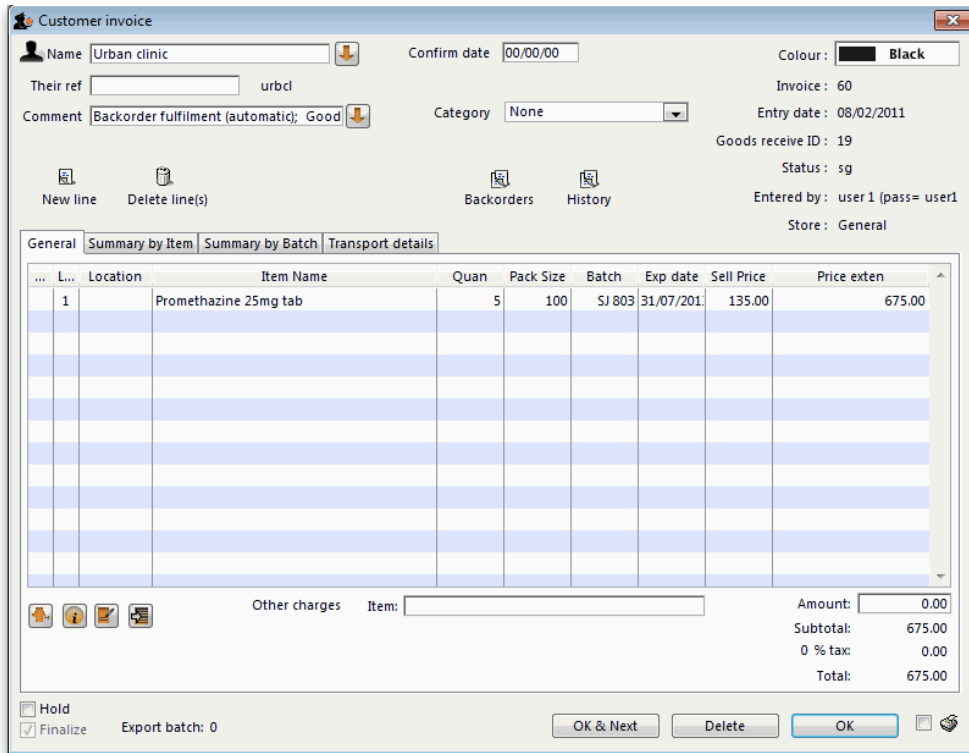 Customer invoice
Name Urban clinic Confirm date 00/00/00 Colour: Black
Their ref urbcl Invoice: 60
Comment Backorder fulfilment (automatic); Good Category None Entry date: 08/02/2011
Goods receive ID: 19
Status: sg
New line Delete line(s) Backorders History Entered by: user 1 (pass= user1
Store: General
General Summary by Item Summary by Batch Transport details
... L... Location Item Name Quan Pack Size Batch Exp date Sell Price Price exten
1 Promethazine 25mg tab 5 100 SJ 803 31/07/201 135.00 675.00
Other charges Item: Amount: 0.00
Subtotal: 675.00
0 % tax: 0.00
Total: 675.00
Hold
Finalize Export batch: 0 OK & Next Delete OK